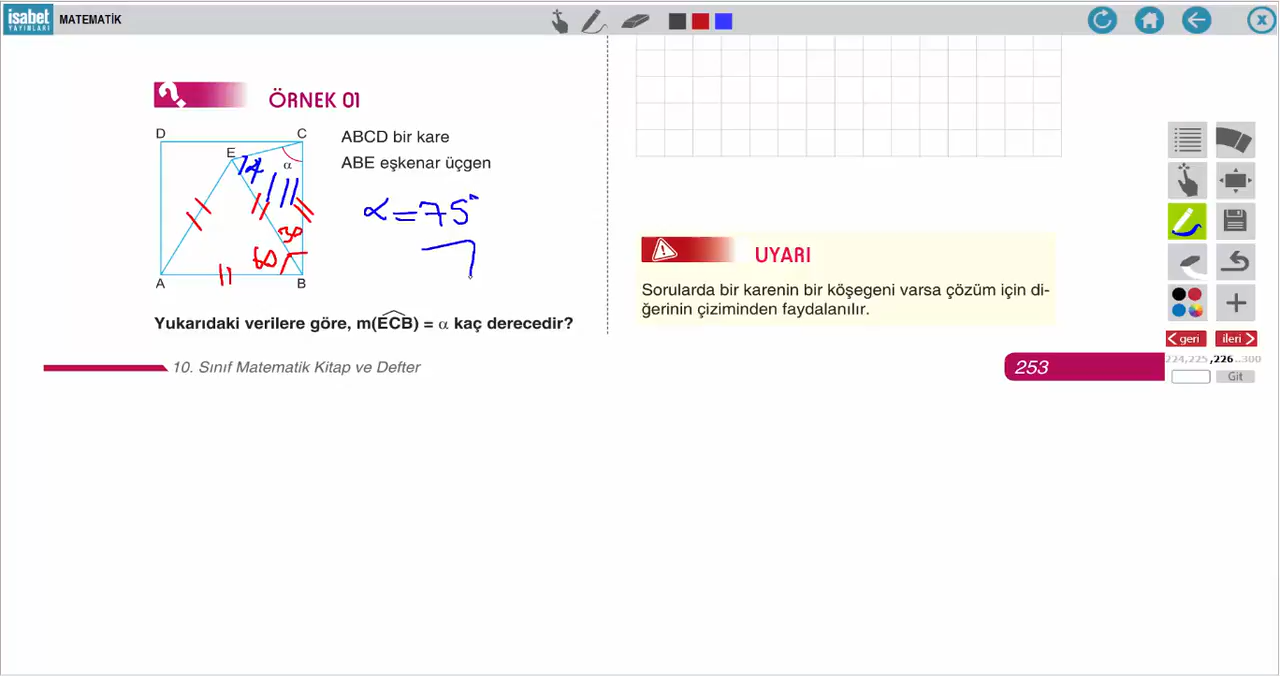 isabet
YAYINLARI
MATEMATİK
ÖRNEK 01
D
C
E
α
A
B
60
30
ABCD bir kare
ABE eşkenar üçgen
α = 75°
Yukarıdaki verilere göre, m(ECB) = α kaç derecedir?
10. Sınıf Matematik Kitap ve Defter
UYARI
Sorularda bir karenin bir köşegeni varsa çözüm için di-
ğerinin çiziminden faydalanılır.
253
geri
ileri
224,225,226..300
Git